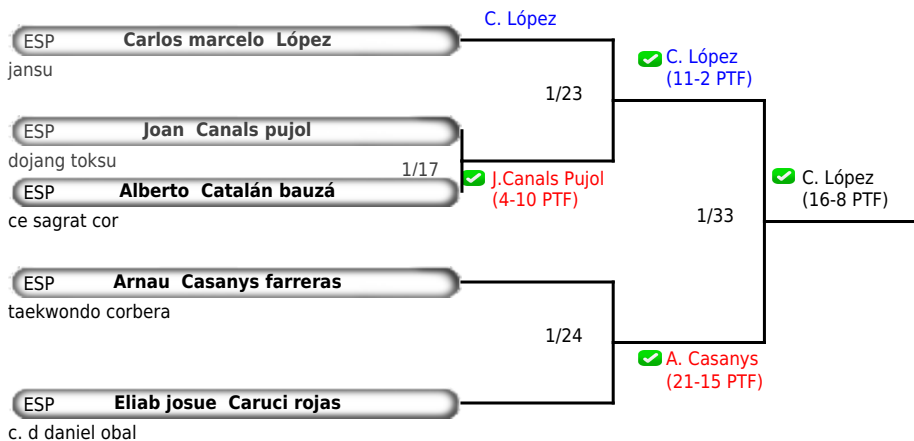 C. López
ESP Carlos marcelo López
jansu
C. López
(11-2 PTF)
1/23
ESP Joan Canals pujol
dojang toksu
1/17
J.Canals Pujol
(4-10 PTF)
ESP Alberto Catalán bauzá
ce sagrat cor
C. López
(16-8 PTF)
1/33
ESP Arnau Casanys farreras
taekwondo corbera
1/24
A. Casanys
(21-15 PTF)
ESP Eliab josue Caruci rojas
c. d daniel obal